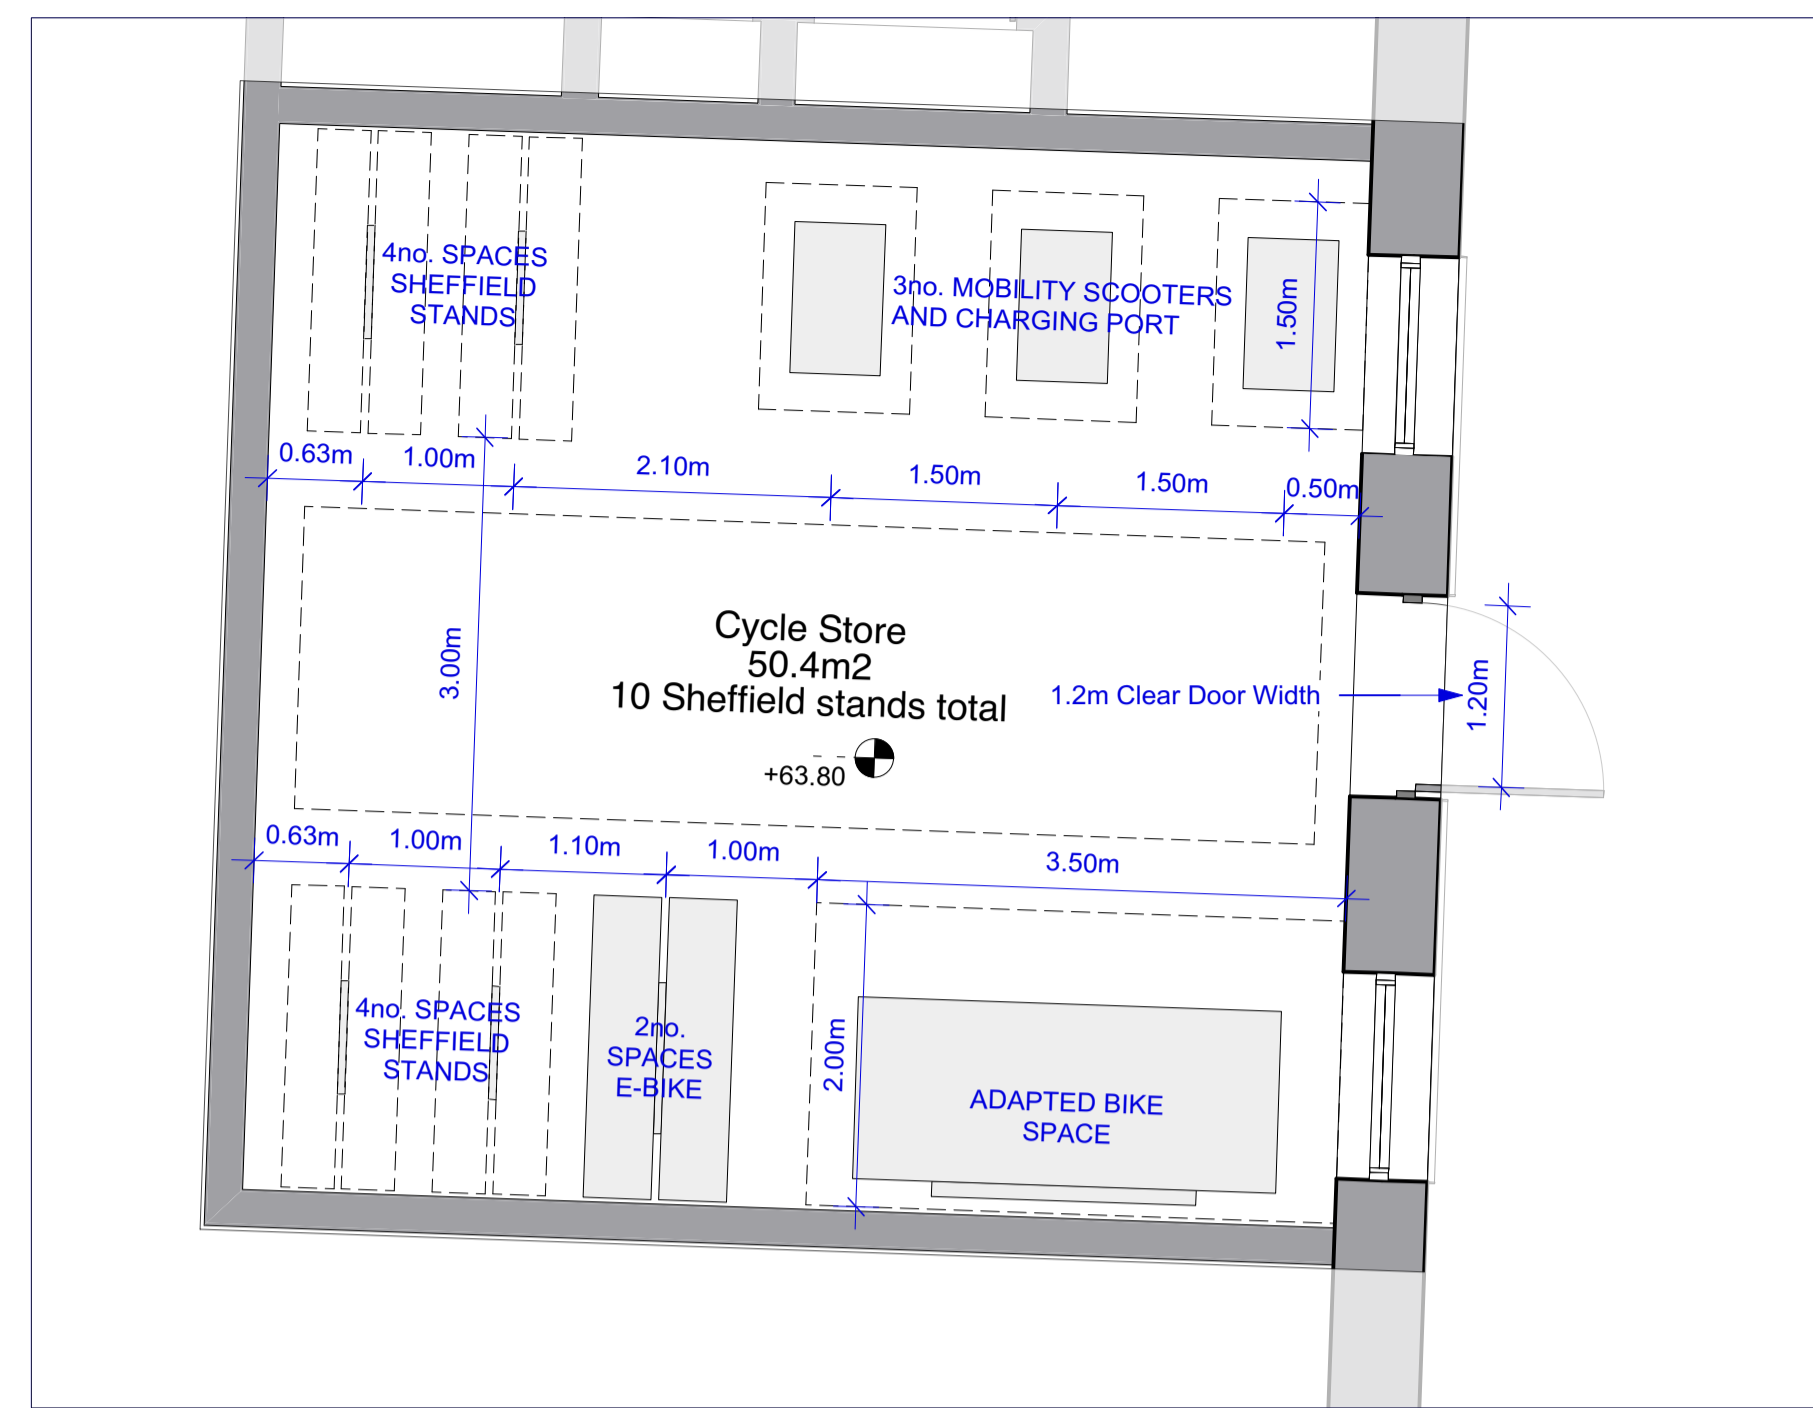 4no. SPACES
SHEFFIELD
STANDS
3no. MOBILITY SCOOTERS
AND CHARGING PORT
1.50m
0.63m
1.00m
2.10m
1.50m
1.50m
0.50m
3.00m
Cycle Store
50.4m2
10 Sheffield stands total
+63.80
1.2m Clear Door Width
1.20m
0.63m
1.00m
1.10m
1.00m
3.50m
4no. SPACES
SHEFFIELD
STANDS
2no.
SPACES
E-BIKE
2.00m
ADAPTED BIKE
SPACE